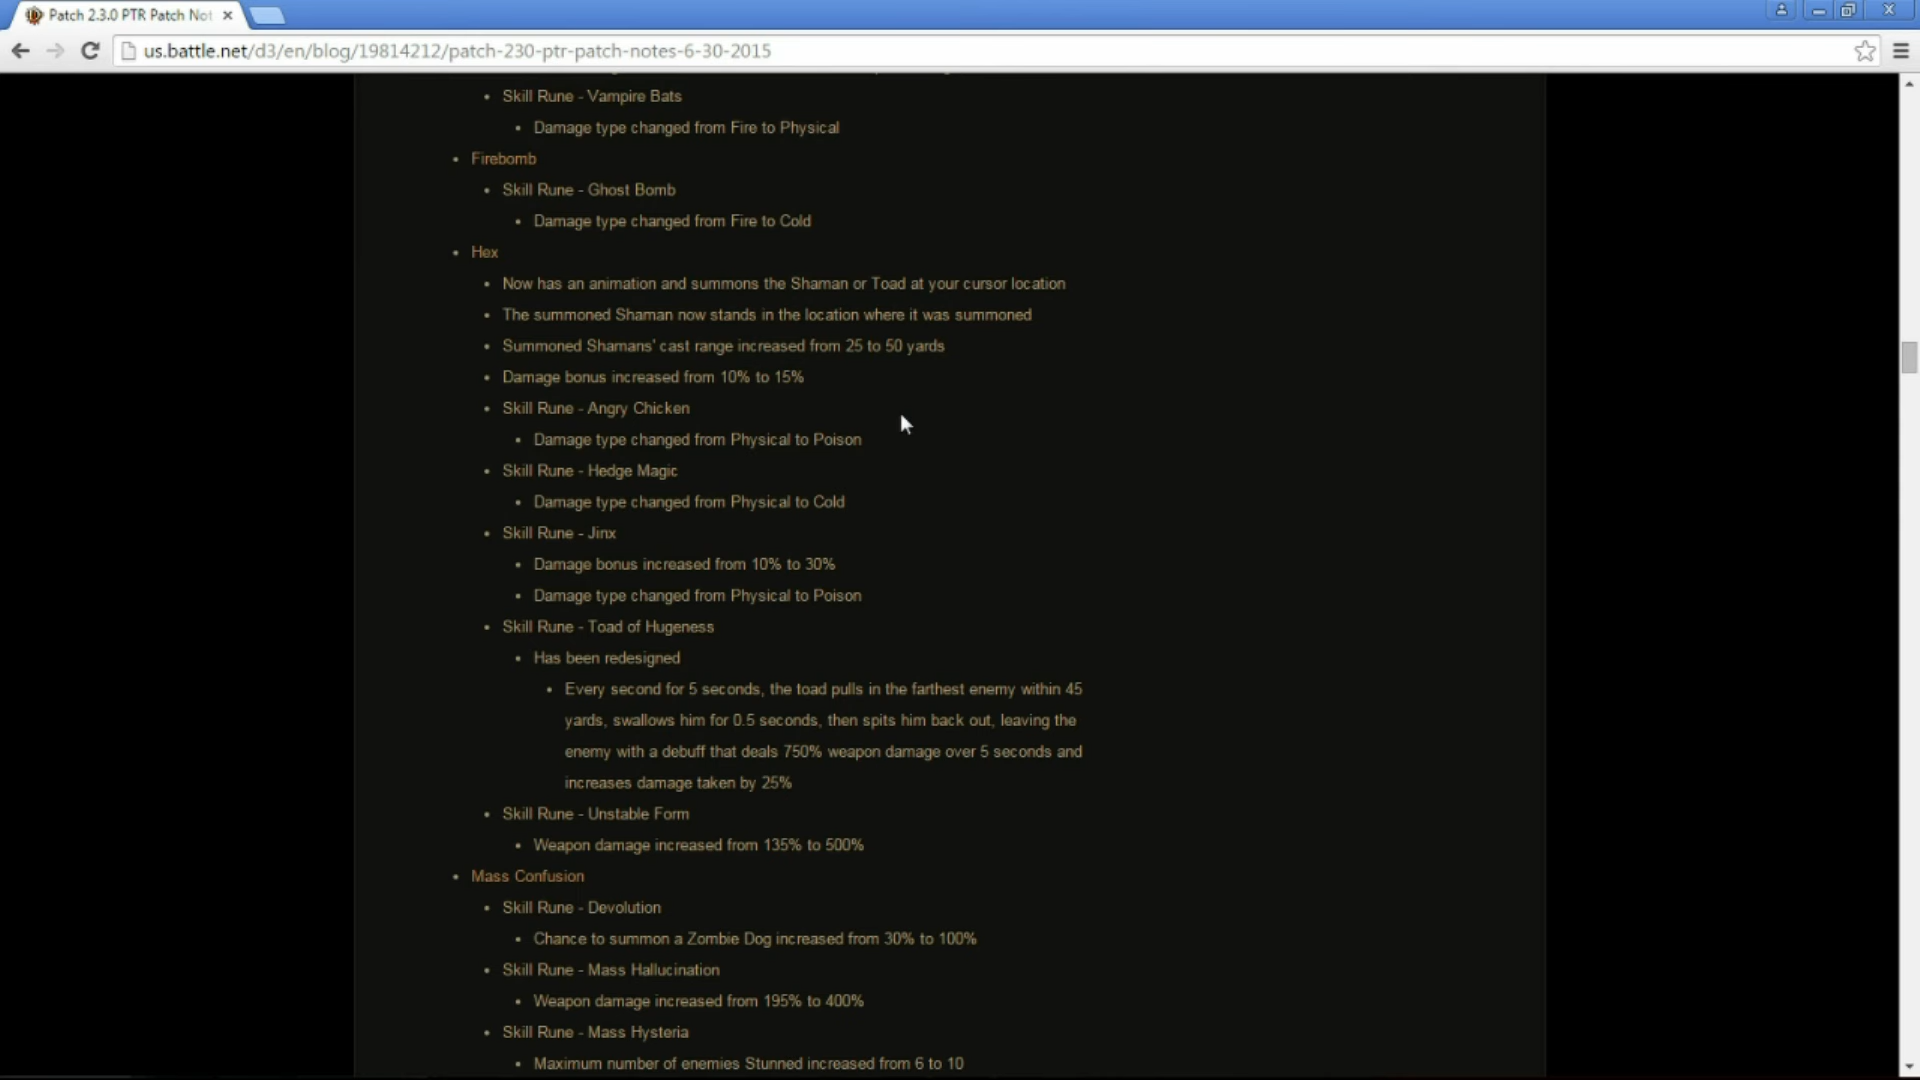 Patch 2.3.0 PTR Patch Not
us.battle.net/d3/en/blog/19814212/patch-230-ptr-patch-notes-6-30-2015
Skill Rune - Vampire Bats
Damage type changed from Fire to Physical
Firebomb
Skill Rune - Ghost Bomb
Damage type changed from Fire to Cold
Hex
Now has an animation and summons the Shaman or Toad at your cursor location
The summoned Shaman now stands in the location where it was summoned
Summoned Shamans' cast range increased from 25 to 50 yards
Damage bonus increased from 10% to 15%
Skill Rune - Angry Chicken
Damage type changed from Physical to Poison
Skill Rune - Hedge Magic
Damage type changed from Physical to Cold
Skill Rune - Jinx
Damage bonus increased from 10% to 30%
Damage type changed from Physical to Poison
Skill Rune - Toad of Hugeness
Has been redesigned
Every second for 5 seconds, the toad pulls in the farthest enemy within 45
yards, swallows him for 0.5 seconds, then spits him back out, leaving the
enemy with a debuff that deals 750% weapon damage over 5 seconds and
increases damage taken by 25%
Skill Rune - Unstable Form
Weapon damage increased from 135% to 500%
Mass Confusion
Skill Rune - Devolution
Chance to summon a Zombie Dog increased from 30% to 100%
Skill Rune - Mass Hallucination
Weapon damage increased from 195% to 400%
Skill Rune - Mass Hysteria
Maximum number of enemies Stunned increased from 6 to 10